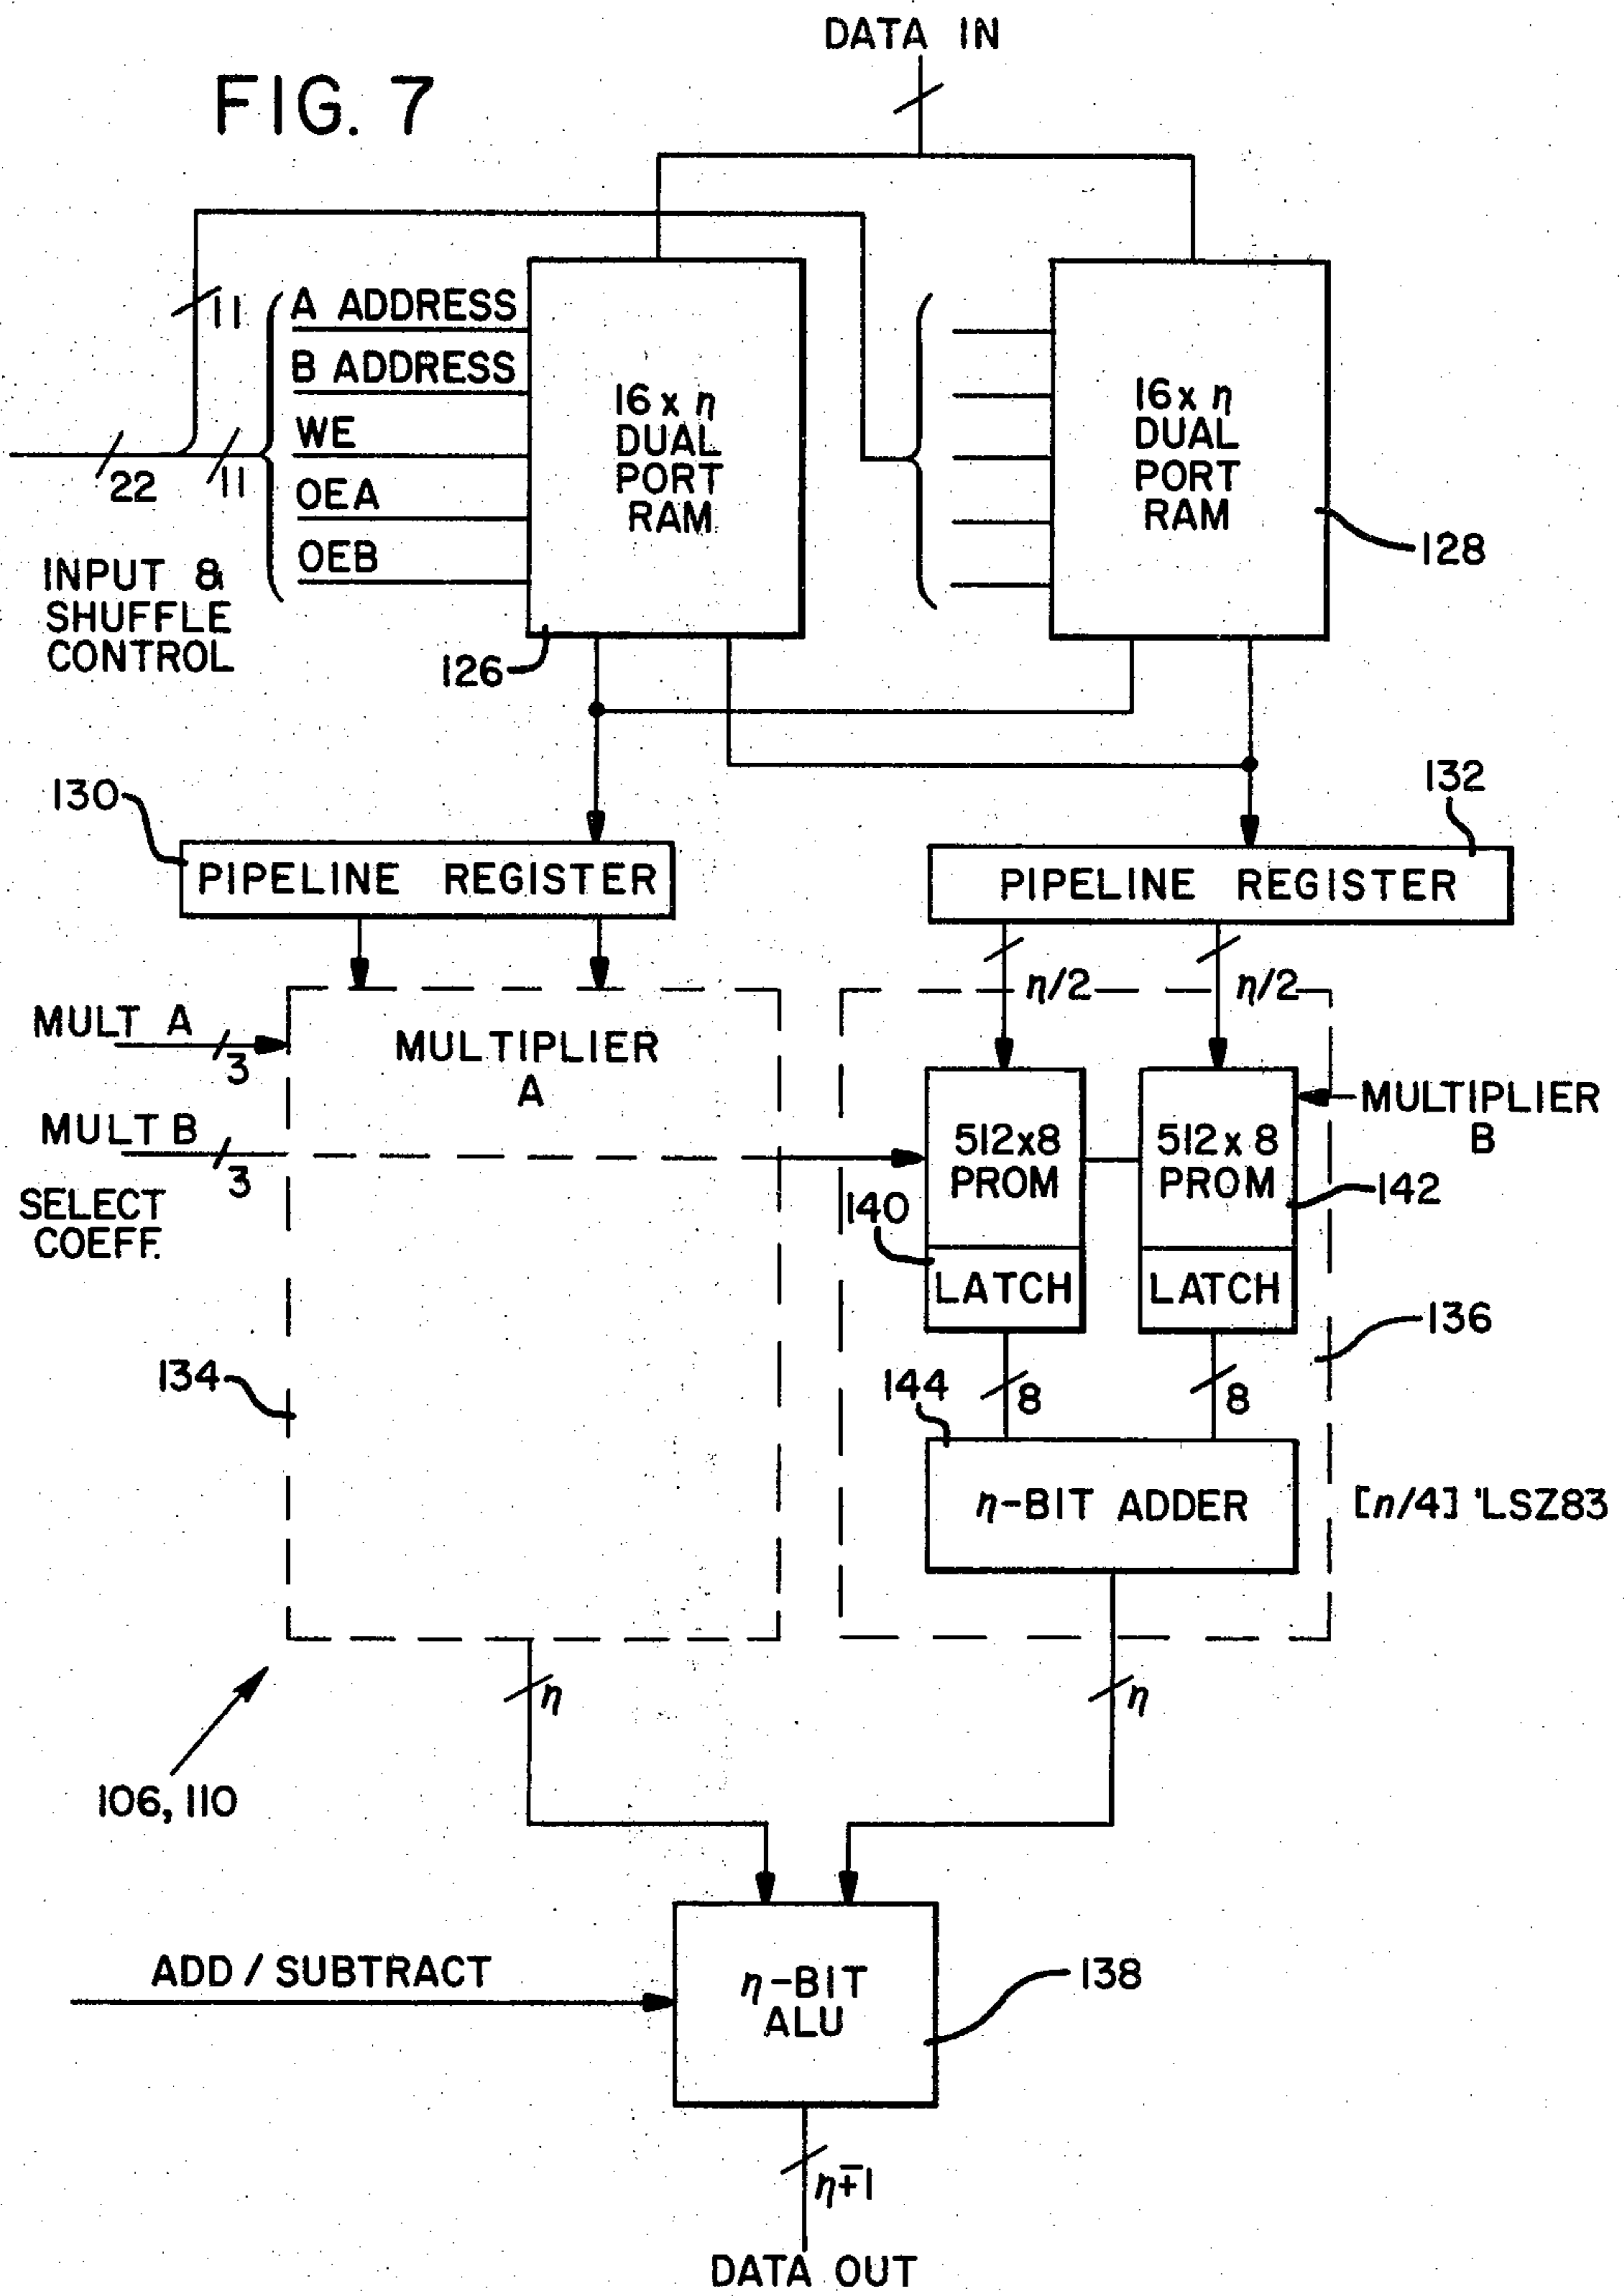 DATA IN
FIG. 7
11
A ADDRESS
B ADDRESS
WE
OEA
OEB
22
11
INPUT &
SHUFFLE
CONTROL
16 x η
DUAL
PORT
RAM
16 x η
DUAL
PORT
RAM
128
126
130
132
PIPELINE REGISTER
PIPELINE REGISTER
η/2
η/2
MULT A
3
MULTIPLIER
A
MULTIPLIER
B
MULT B
3
SELECT
COEFF.
512x8
PROM
512x8
PROM
140
142
LATCH
LATCH
136
134
144
8
8
η-BIT ADDER
[n/4] 'LSZ83
η
η
106, 110
ADD / SUBTRACT
η-BIT
ALU
138
η∓1
DATA OUT